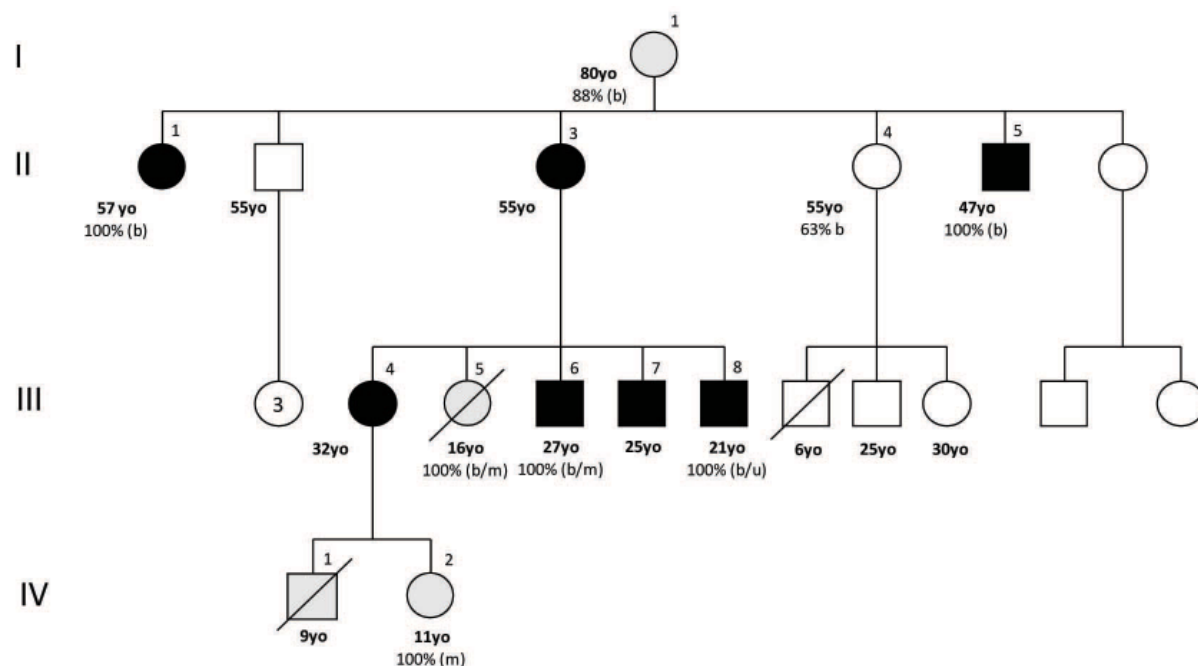 I
1
80yo
88% (b)
II
1
3
4
5
57 yo
55yo
55yo
55yo
47yo
100% (b)
63% b
100% (b)
III
3
4
5
6
7
8
32yo
16yo
27yo
25yo
21yo
6yo
25yo
30yo
100% (b/m)
100% (b/m)
100% (b/u)
IV
1
2
9yo
11yo
100% (m)